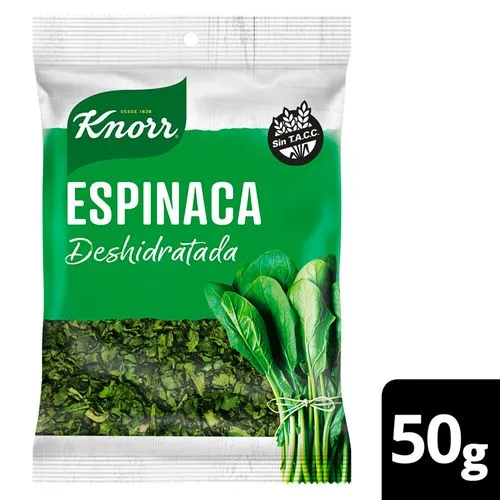 DESDE 1838
Knorr
Sin T.A.C.C.
ESPINACA
Deshidratada
50g